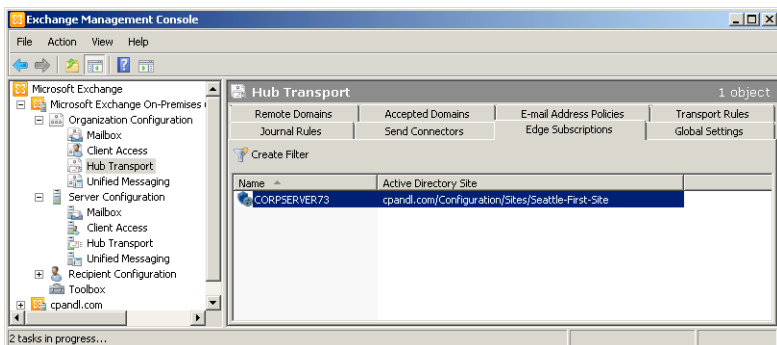 Exchange Management Console
File Action View Help
Microsoft Exchange
Microsoft Exchange On-Premises
Organization Configuration
Mailbox
Client Access
Hub Transport
Unified Messaging
Server Configuration
Mailbox
Client Access
Hub Transport
Unified Messaging
Recipient Configuration
Toolbox
cpandl.com
Hub Transport 1 object
Remote Domains Accepted Domains E-mail Address Policies Transport Rules
Journal Rules Send Connectors Edge Subscriptions Global Settings
Create Filter
Name Active Directory Site
CORPSERVER73 cpandl.com/Configuration/Sites/Seattle-First-Site
2 tasks in progress...